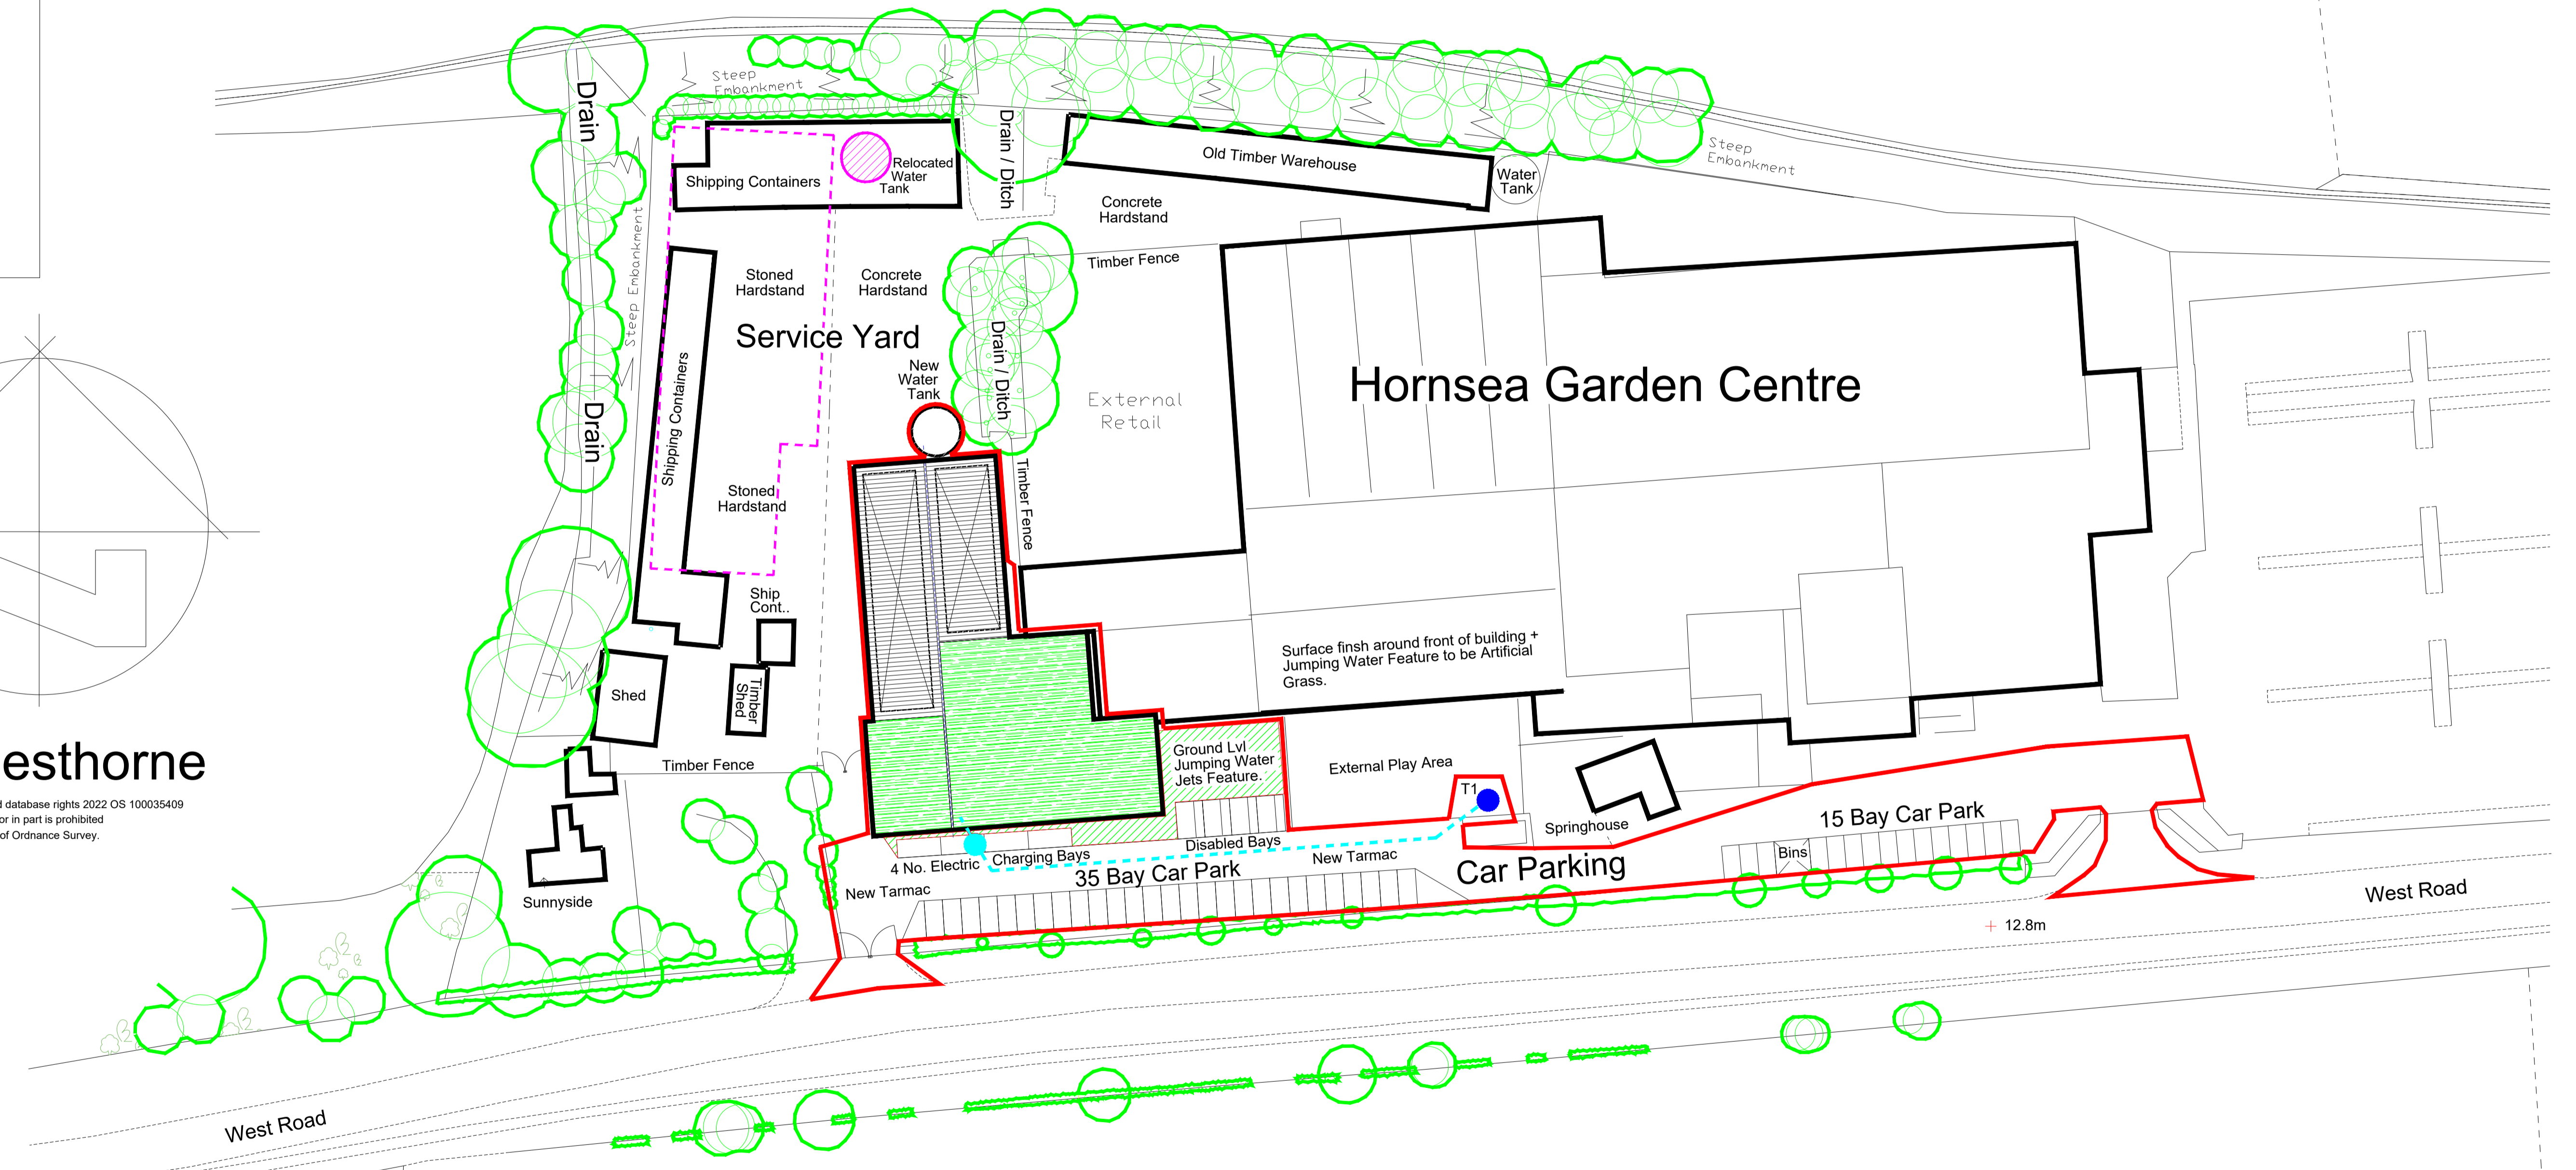 Steep
Embankment
Drain
Drain / Ditch
Relocated
Water
Tank
Shipping Containers
Old Timber Warehouse
Water
Tank
Steep
Embankment
Concrete
Hardstand
Steep Embankment
Timber Fence
Stoned
Hardstand
Concrete
Hardstand
Service Yard
Drain / Ditch
New
Water
Tank
External
Retail
Hornsea Garden Centre
Drain
Shipping Containers
Stoned
Hardstand
Timber Fence
Ship
Cont..
Surface finsh around front of building +
Jumping Water Feature to be Artificial
Grass.
Shed
Timber
Shed
esthorne
Timber Fence
Ground Lvl
Jumping Water
Jets Feature.
External Play Area
T1
d database rights 2022 OS 100035409
or in part is prohibited
of Ordnance Survey.
Springhouse
15 Bay Car Park
Bins
Disabled Bays
New Tarmac
4 No. Electric
Charging Bays
35 Bay Car Park
Car Parking
New Tarmac
Sunnyside
West Road
12.8m
West Road